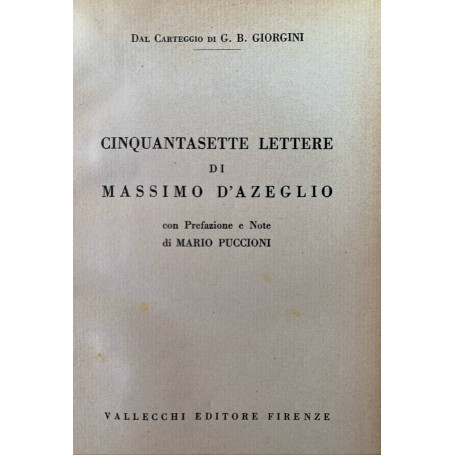 Dal Carteggio di G. B. GIORGINI
CINQUANTASETTE LETTERE
DI
MASSIMO D'AZEGLIO
con Prefazione e Note
di MARIO PUCCIONI
VALLECCHI EDITORE FIRENZE